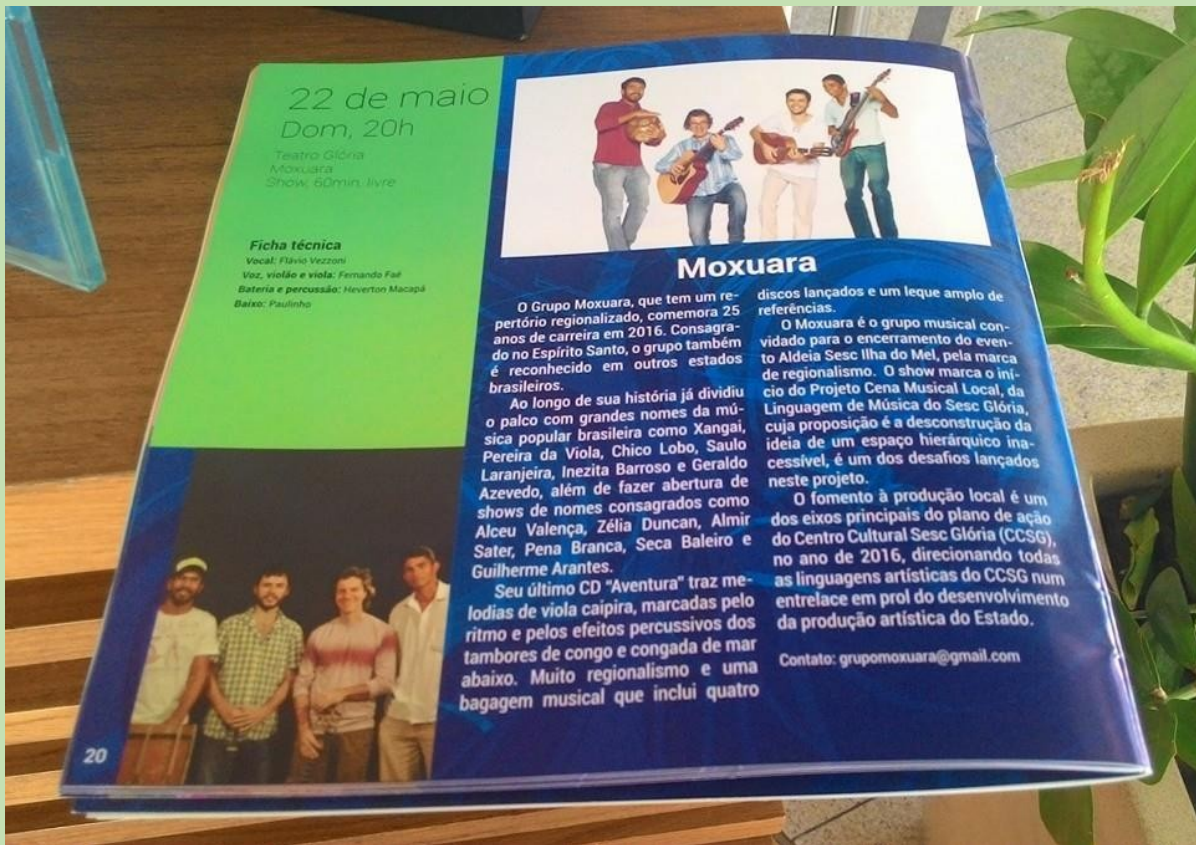 22 de maio
Dom, 20h
Teatro Glória
Moxuara
Show, 60min, livre
Ficha técnica
Vocal: Flávio Vezzoni
Voz, violão e viola: Fernando Faé
Bateria e percussão: Heverton Macapá
Baixo: Paulinho
20
Moxuara
O Grupo Moxuara, que tem um re-
pertório regionalizado, comemora 25
anos de carreira em 2016. Consagra-
do no Espírito Santo, o grupo também
é reconhecido em outros estados
brasileiros.
Ao longo de sua história já dividiu
o palco com grandes nomes da mú-
sica popular brasileira como Xangai,
Pereira da Viola, Chico Lobo, Saulo
Laranjeira, Inezita Barroso e Geraldo
Azevedo, além de fazer abertura de
shows de nomes consagrados como
Alceu Valença, Zélia Duncan, Almir
Sater, Pena Branca, Seca Baleiro e
Guilherme Arantes.
Seu último CD "Aventura" traz me-
lodias de viola caipira, marcadas pelo
ritmo e pelos efeitos percussivos dos
tambores de congo e congada de mar
abaixo. Muito regionalismo e uma
bagagem musical que inclui quatro
discos lançados e um leque amplo de
referências.
O Moxuara é o grupo musical con-
vidado para o encerramento do even-
to Aldeia Sesc Ilha do Mel, pela marca
de regionalismo. O show marca o iní-
cio do Projeto Cena Musical Local, da
Linguagem de Música do Sesc Glória,
cuja proposição é a desconstrução da
ideia de um espaço hierárquico ina-
cessível, é um dos desafios lançados
neste projeto.
O fomento à produção local é um
dos eixos principais do plano de ação
do Centro Cultural Sesc Glória (CCSG),
no ano de 2016, direcionando todas
as linguagens artísticas do CCSG num
entrelace em prol do desenvolvimento
da produção artística do Estado.
Contato: grupomoxuara@gmail.com